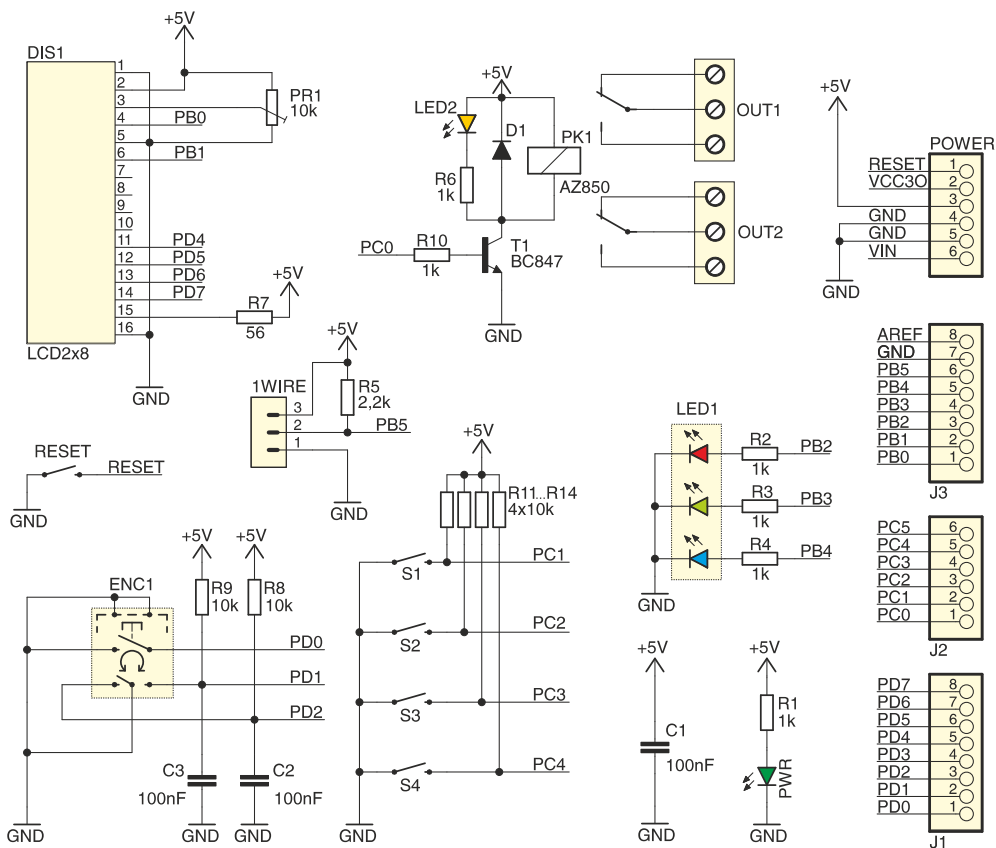 +5V
DIS1
1
2
3
4 PB0
5
6 PB1
7
8
9
10
11 PD4
12 PD5
13 PD6
14 PD7
15
16
LCD2x8
PR1
10k
R7
56
+5V
GND
+5V
LED2
D1
PK1
AZ850
R6
1k
PC0
R10
1k
T1
BC847
GND
OUT1
OUT2
+5V
POWER
RESET 1
VCC3O 2
3
GND 4
GND 5
VIN 6
GND
AREF 8
GND 7
PB5 6
PB4 5
PB3 4
PB2 3
PB1 2
PB0 1
J3
+5V
1WIRE
R5
2,2k
3
2
1
PB5
GND
RESET
RESET
GND
LED1
R2
1k
PB2
R3
1k
PB3
R4
1k
PB4
GND
+5V
R11...R14
4x10k
S1
PC1
S2
PC2
S3
PC3
S4
PC4
GND
ENC1
+5V
+5V
R9
10k
R8
10k
PD0
PD1
PD2
C3
100nF
C2
100nF
GND
GND
GND
+5V
C1
100nF
GND
+5V
R1
1k
PWR
GND
PC5 6
PC4 5
PC3 4
PC2 3
PC1 2
PC0 1
J2
PD7 8
PD6 7
PD5 6
PD4 5
PD3 4
PD2 3
PD1 2
PD0 1
J1